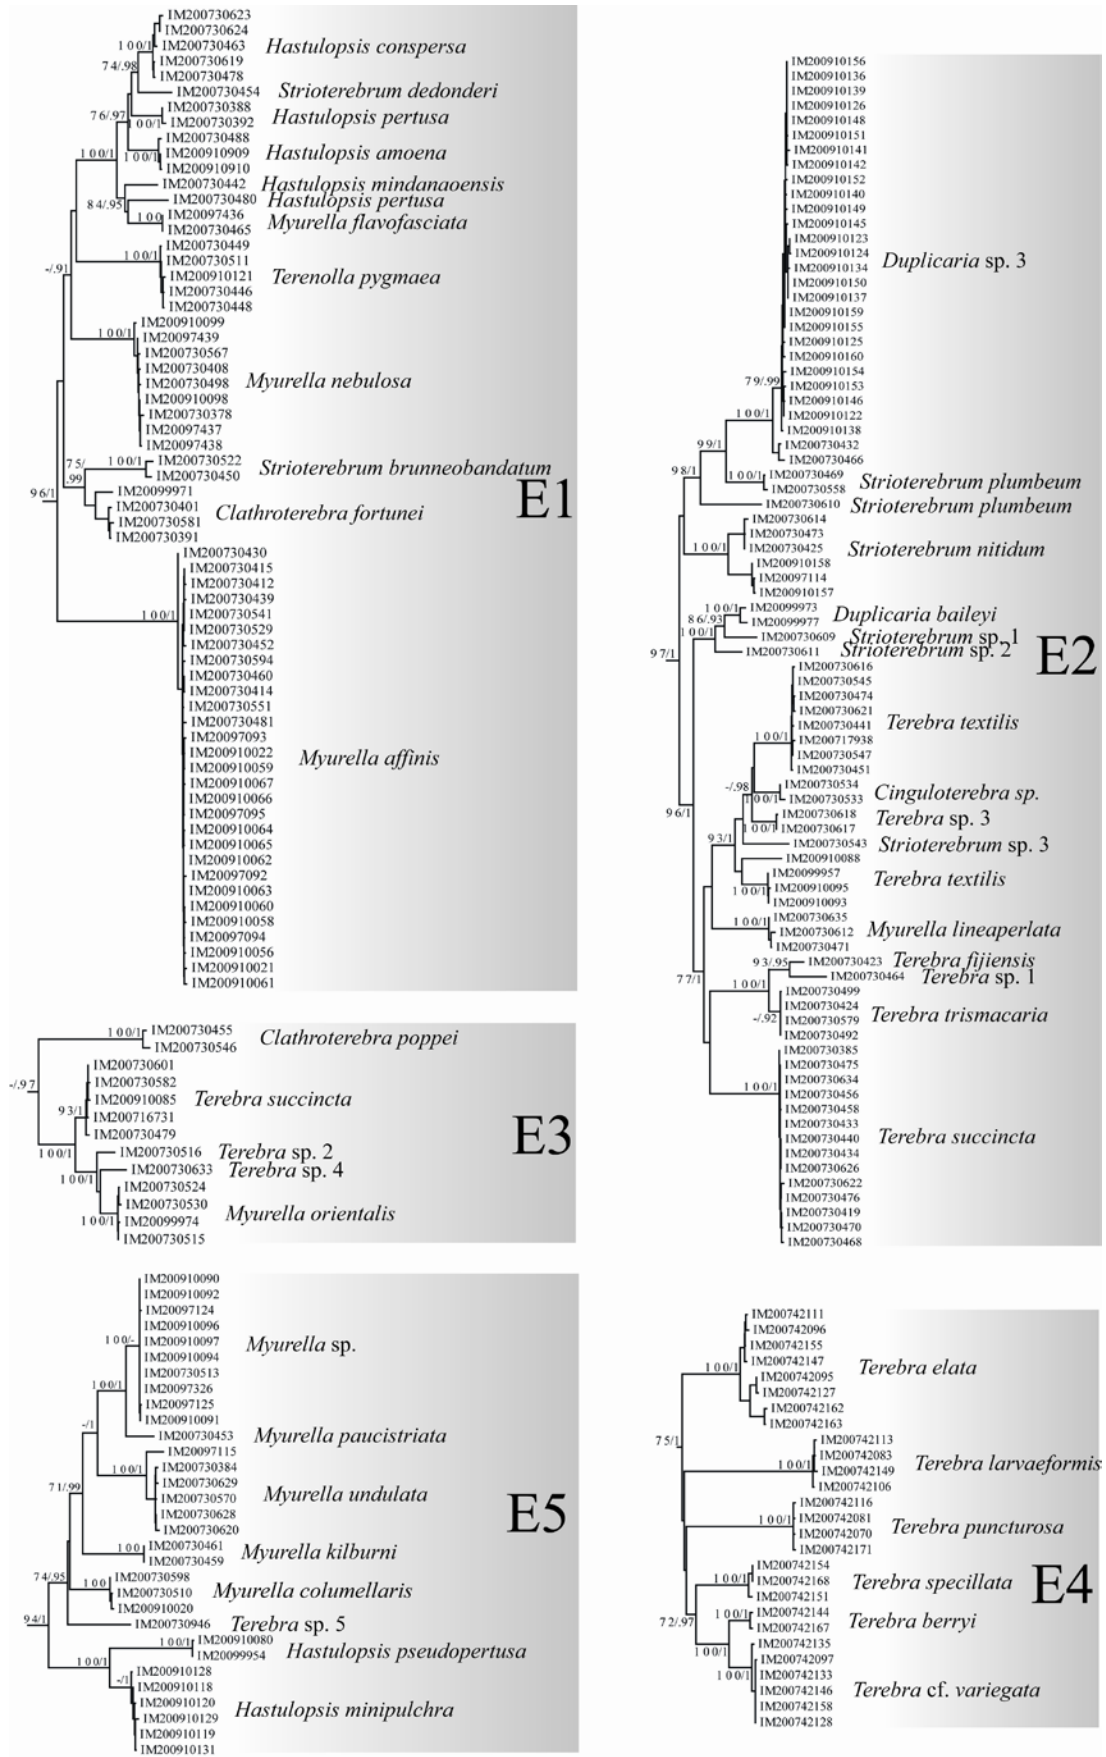 IM200730623
IM200730624
IM200730463
100/1
Hastulopsis conspersa
IM200730619
74/.98
IM200730478
IM200730454
Strioterebrum dedonderi
IM200730388
76/.97
IM200730392
Hastulopsis pertusa
100/1
IM200730488
100/1
100/1
IM200910909
Hastulopsis amoena
IM200910910
IM200730442
Hastulopsis mindanaoensis
IM200730480
Hastulopsis pertusa
84/.95
IM20097436
100
IM200730465
Myurella flavofasciata
IM200730449
100/1
IM200730511
-/.91
IM200910121
Terenolla pygmaea
IM200730446
IM200730448
IM200910099
100/1
IM20097439
IM200730567
IM200730408
IM200730498
Myurella nebulosa
IM200910098
IM200730378
IM20097437
IM20097438
75/
.99
100/1
IM200730522
IM200730450
Strioterebrum brunneobandatum
96/1
IM20099971
IM200730401
Clathroterebra fortunei
IM200730581
IM200730391
E1
IM200730430
IM200730415
IM200730412
IM200730439
100/1
IM200730541
IM200730529
IM200730452
IM200730594
IM200730460
IM200730414
IM200730551
IM200730481
IM20097093
IM200910022
Myurella affinis
IM200910059
IM200910067
IM200910066
IM20097095
IM200910064
IM200910065
IM200910062
IM20097092
IM200910063
IM200910060
IM200910058
IM20097094
IM200910056
IM200910021
IM200910061
100/1
IM200730455
IM200730546
Clathroterebra poppei
-/.97
IM200730601
IM200730582
IM200910085
Terebra succincta
93/1
IM200716731
IM200730479
100/1
IM200730516
Terebra sp. 2
IM200730633
Terebra sp. 4
100/1
IM200730524
IM200730530
Myurella orientalis
100/1
IM20099974
IM200730515
E3
IM200910090
IM200910092
IM20097124
IM200910096
100/-
IM200910097
Myurella sp.
IM200910094
IM200730513
100/1
IM20097326
IM20097125
IM200910091
-/1
IM200730453
Myurella paucistriata
IM20097115
100/1
IM200730384
IM200730629
71/.99
IM200730570
Myurella undulata
IM200730628
IM200730620
E5
100
IM200730461
IM200730459
Myurella kilburni
74/.95
100
IM200730598
IM200730510
Myurella columellaris
IM200910020
94/1
IM200730946
Terebra sp. 5
100/1
IM200910080
IM20099954
Hastulopsis pseudopertusa
100/1
IM200910128
-/1
IM200910118
IM200910120
IM200910129
Hastulopsis minipulchra
IM200910119
IM200910131
IM200910156
IM200910136
IM200910139
IM200910126
IM200910148
IM200910151
IM200910141
IM200910142
IM200910152
IM200910140
IM200910149
IM200910145
IM200910123
IM200910124
Duplicaria sp. 3
IM200910134
IM200910150
IM200910137
IM200910159
IM200910155
IM200910125
IM200910160
IM200910154
79/.99
IM200910153
IM200910146
100/1
IM200910122
IM200910138
99/1
IM200730432
IM200730466
98/1
100/1
IM200730469
IM200730558
Strioterebrum plumbeum
IM200730610
Strioterebrum plumbeum
IM200730614
IM200730473
100/1
IM200730425
Strioterebrum nitidum
IM200910158
IM20097114
IM200910157
100/1
IM20099973
86/.93
IM20099977
Duplicaria baileyi
100/1
IM200730609
Strioterebrum sp. 1
IM200730611
Strioterebrum sp. 2
97/1
E2
IM200730616
IM200730545
IM200730474
IM200730621
IM200730441
Terebra textilis
100/1
IM200717938
IM200730547
IM200730451
-/.98
IM200730534
100/1
IM200730533
Cinguloterebra sp.
96/1
IM200730618
100/1
IM200730617
Terebra sp. 3
93/1
IM200730543
Strioterebrum sp. 3
IM200910088
IM20099957
100/1
IM200910095
Terebra textilis
IM200910093
100/1
IM200730635
IM200730612
Myurella lineaperlata
IM200730471
93/.95
IM200730423
Terebra fijiensis
IM200730464
Terebra sp. 1
77/1
100/1
IM200730499
IM200730424
-/.92
IM200730579
Terebra trismacaria
IM200730492
IM200730385
IM200730475
IM200730634
100/1
IM200730456
IM200730458
IM200730433
IM200730440
Terebra succincta
IM200730434
IM200730626
IM200730622
IM200730476
IM200730419
IM200730470
IM200730468
IM200742111
IM200742096
IM200742155
IM200742147
100/1
Terebra elata
IM200742095
IM200742127
IM200742162
IM200742163
75/1
IM200742113
IM200742083
100/1
IM200742149
Terebra larvaeformis
IM200742106
IM200742116
100/1
IM200742081
Terebra puncturosa
IM200742070
IM200742171
IM200742154
100/1
IM200742168
Terebra specillata
IM200742151
E4
72/.97
100/1
IM200742144
IM200742167
Terebra berryi
100/1
IM200742135
IM200742097
100/1
IM200742133
IM200742146
Terebra cf. variegata
IM200742158
IM200742128